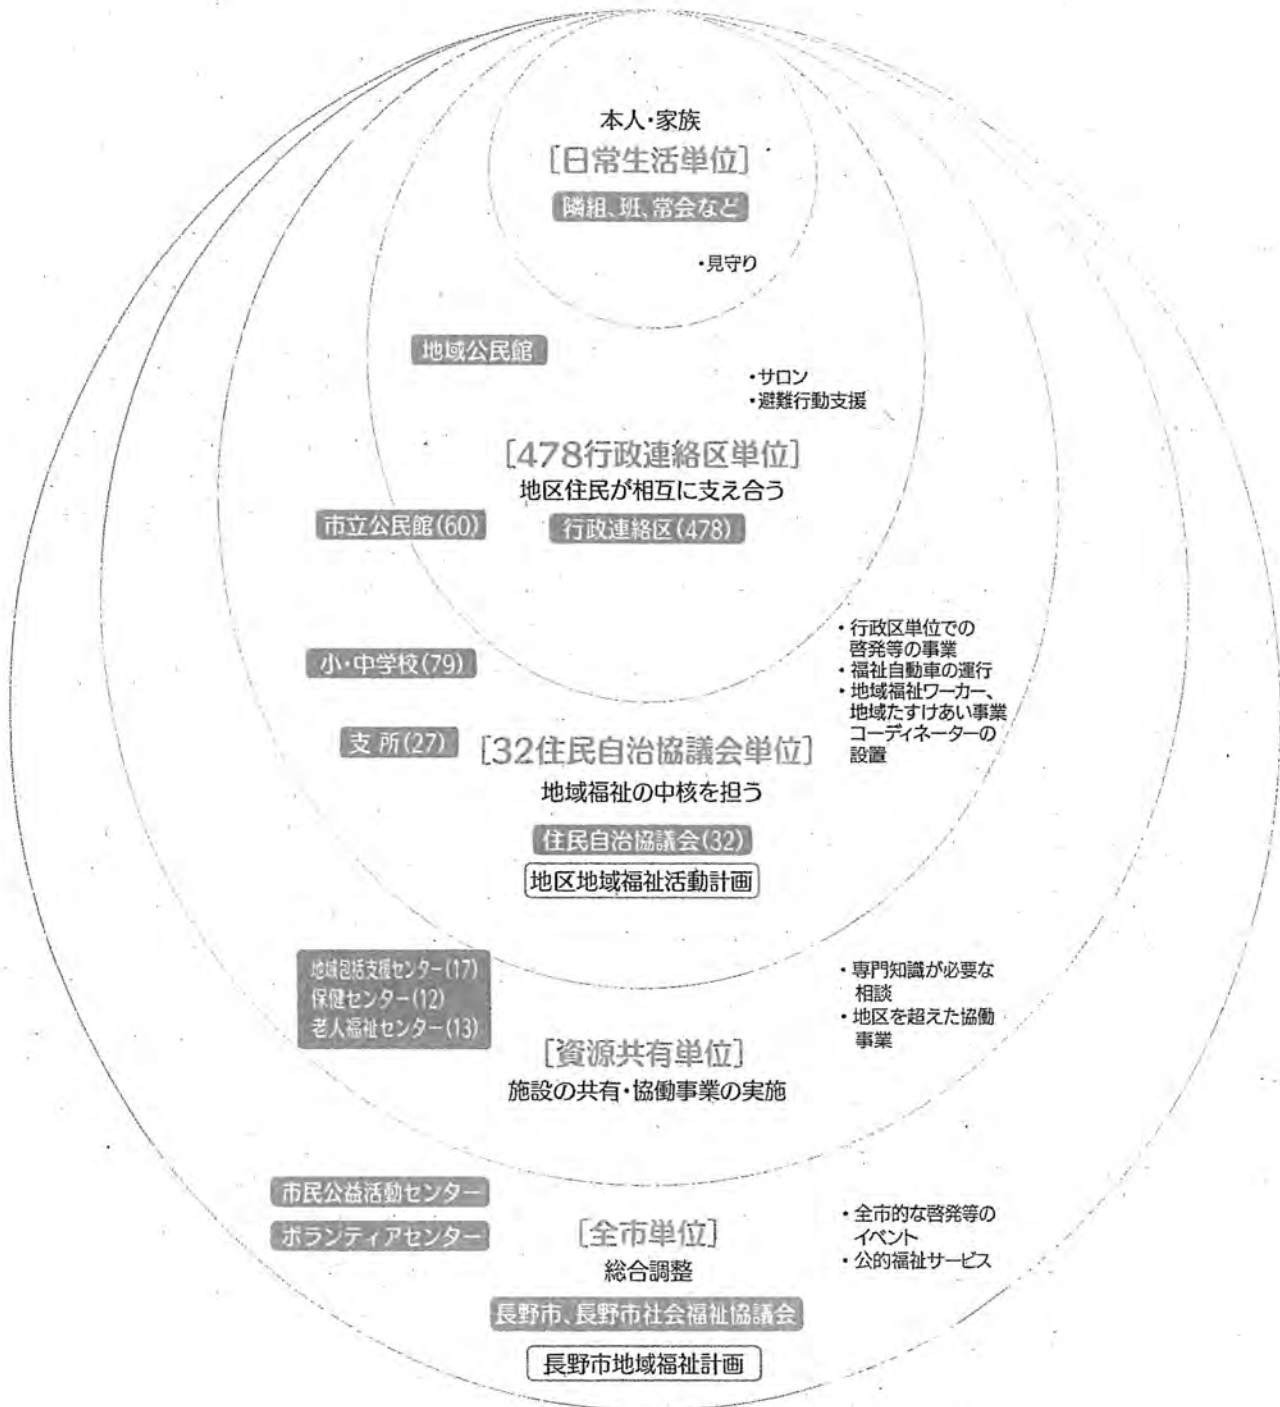 本人・家族
[日常生活単位]
隣組、班、常会など
・見守り
地域公民館
・サロン
・避難行動支援
[478行政連絡区単位]
地区住民が相互に支え合う
市立公民館(60)
行政連絡区(478)
・行政区単位での
啓発等の事業
・福祉自動車の運行
・地域福祉ワーカー、
地域たすけあい事業
コーディネーターの
設置
小・中学校(79)
支 所(27)
[32住民自治協議会単位]
地域福祉の中核を担う
住民自治協議会(32)
地区地域福祉活動計画
地域包括支援センター(17)
保健センター(12)
老人福祉センター(13)
・専門知識が必要な
相談
・地区を超えた協働
事業
[資源共有単位]
施設の共有・協働事業の実施
市民公益活動センター
ボランティアセンター
[全市単位]
総合調整
・全市的な啓発等の
イベント
・公的福祉サービス
長野市、長野市社会福祉協議会
長野市地域福祉計画